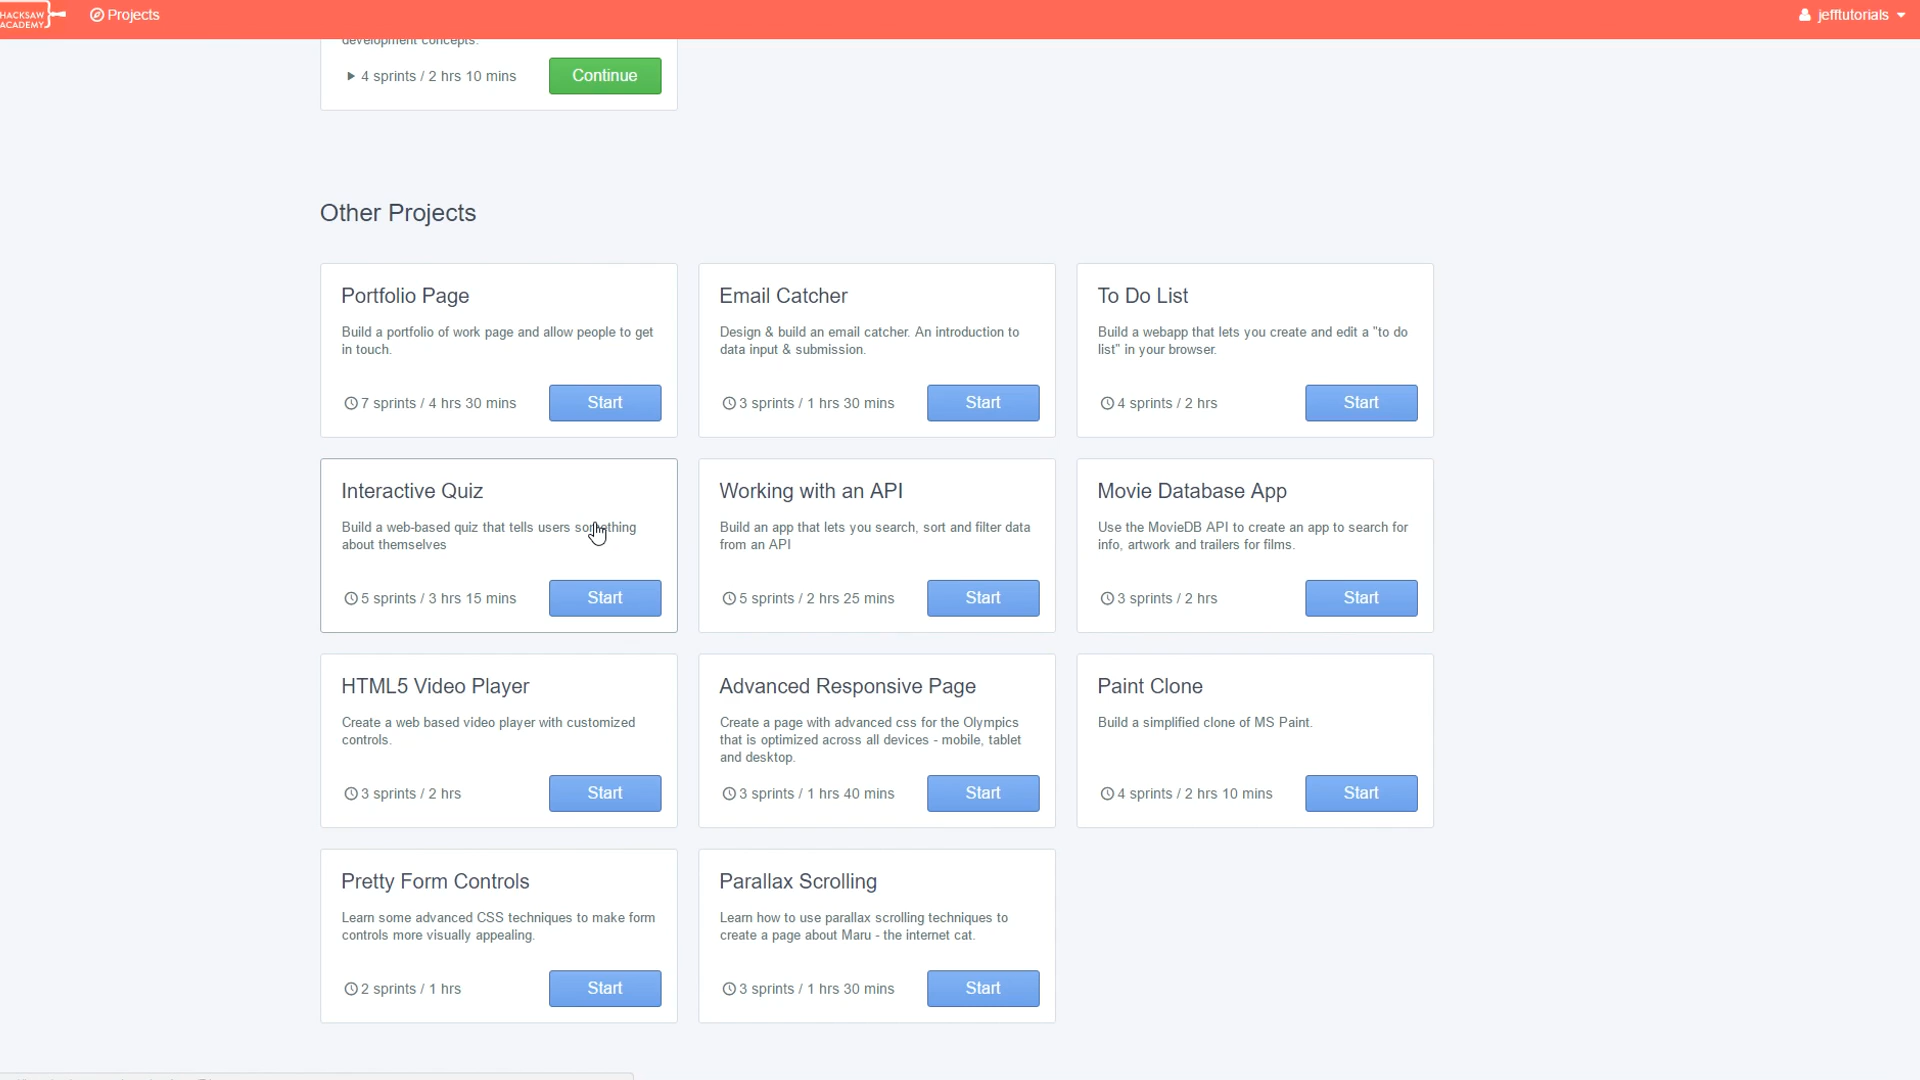 HACKSAW
ACADEMY
Projects
jefftutorials
development concepts.
4 sprints / 2 hrs 10 mins
Continue
Other Projects
Portfolio Page
Build a portfolio of work page and allow people to get
in touch.
7 sprints / 4 hrs 30 mins
Start
Email Catcher
Design & build an email catcher. An introduction to
data input & submission.
3 sprints / 1 hrs 30 mins
Start
To Do List
Build a webapp that lets you create and edit a "to do
list" in your browser.
4 sprints / 2 hrs
Start
Interactive Quiz
Build a web-based quiz that tells users something
about themselves
5 sprints / 3 hrs 15 mins
Start
Working with an API
Build an app that lets you search, sort and filter data
from an API
5 sprints / 2 hrs 25 mins
Start
Movie Database App
Use the MovieDB API to create an app to search for
info, artwork and trailers for films.
3 sprints / 2 hrs
Start
HTML5 Video Player
Create a web based video player with customized
controls.
3 sprints / 2 hrs
Start
Advanced Responsive Page
Create a page with advanced css for the Olympics
that is optimized across all devices - mobile, tablet
and desktop.
3 sprints / 1 hrs 40 mins
Start
Paint Clone
Build a simplified clone of MS Paint.
4 sprints / 2 hrs 10 mins
Start
Pretty Form Controls
Learn some advanced CSS techniques to make form
controls more visually appealing.
2 sprints / 1 hrs
Start
Parallax Scrolling
Learn how to use parallax scrolling techniques to
create a page about Maru - the internet cat.
3 sprints / 1 hrs 30 mins
Start